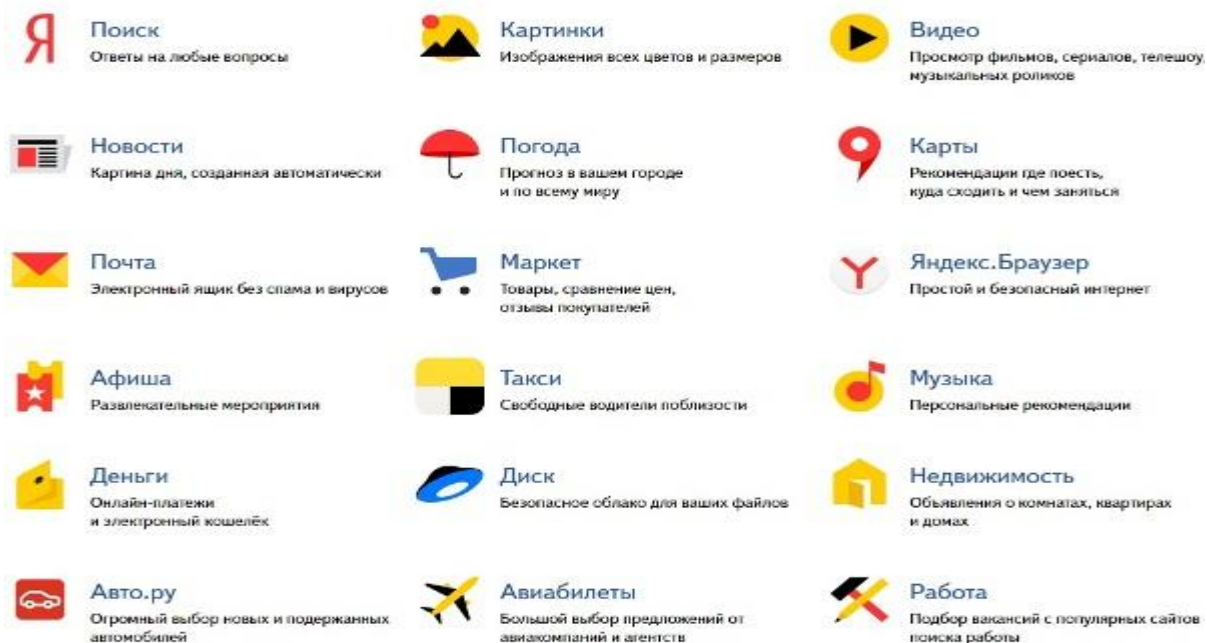 Я
Поиск
Ответы на любые вопросы
Картинки
Изображения всех цветов и размеров
Видео
Просмотр фильмов, сериалов, телешоу,
музыкальных роликов
Новости
Картина дня, созданная автоматически
Погода
Прогноз в вашем городе
и по всему миру
Карты
Рекомендации где поесть,
куда сходить и чем заняться
Почта
Электронный ящик без спама и вирусов
Маркет
Товары, сравнение цен,
отзывы покупателей
Яндекс.Браузер
Простой и безопасный интернет
Афиша
Развлекательные мероприятия
Такси
Свободные водители поблизости
Музыка
Персональные рекомендации
Деньги
Онлайн-платежи
и электронный кошелёк
Диск
Безопасное облако для ваших файлов
Недвижимость
Объявления о комнатах, квартирах
и домах
Авто.ру
Огромный выбор новых и подержанных
автомобилей
Авиабилеты
Большой выбор предложений от
авиакомпаний и агентств
Работа
Подбор вакансий с популярных сайтов
поиска работы